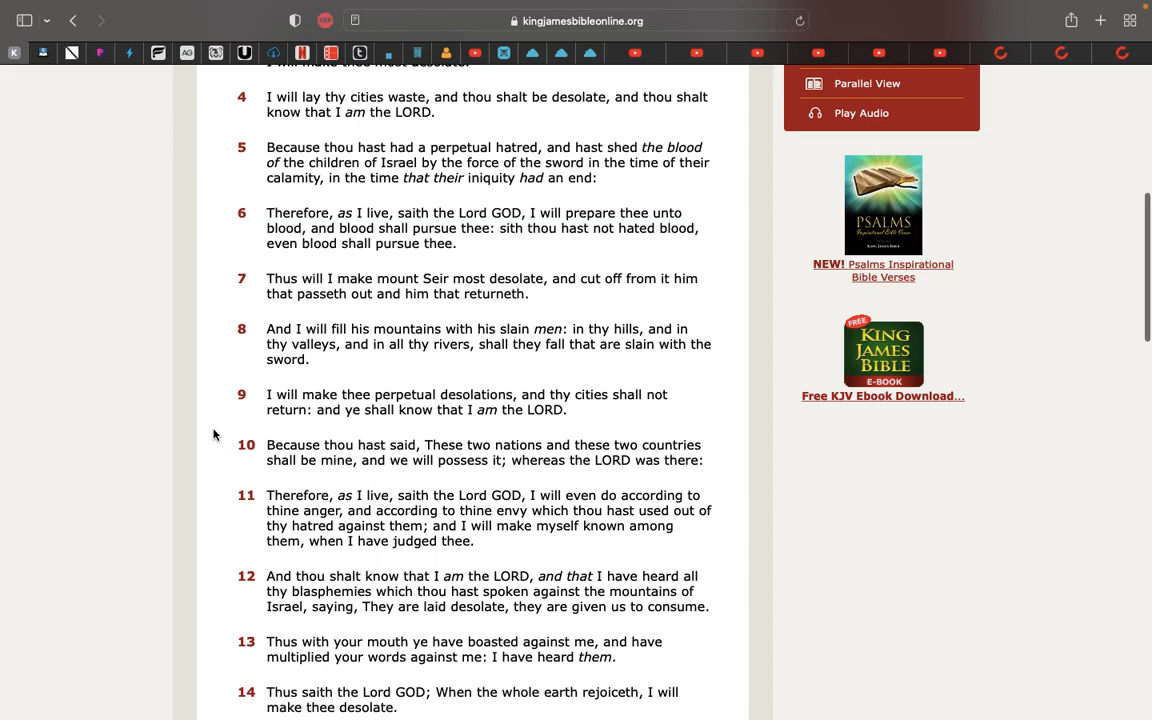 kingjamesbibleonline.org
I will make thee most desolate.
4 I will lay thy cities waste, and thou shalt be desolate, and thou shalt
know that I am the LORD.
5 Because thou hast had a perpetual hatred, and hast shed the blood
of the children of Israel by the force of the sword in the time of their
calamity, in the time that their iniquity had an end:
6 Therefore, as I live, saith the Lord GOD, I will prepare thee unto
blood, and blood shall pursue thee: sith thou hast not hated blood,
even blood shall pursue thee.
7 Thus will I make mount Seir most desolate, and cut off from it him
that passeth out and him that returneth.
8 And I will fill his mountains with his slain men: in thy hills, and in
thy valleys, and in all thy rivers, shall they fall that are slain with the
sword.
9 I will make thee perpetual desolations, and thy cities shall not
return: and ye shall know that I am the LORD.
10 Because thou hast said, These two nations and these two countries
shall be mine, and we will possess it; whereas the LORD was there:
11 Therefore, as I live, saith the Lord GOD, I will even do according to
thine anger, and according to thine envy which thou hast used out of
thy hatred against them; and I will make myself known among
them, when I have judged thee.
12 And thou shalt know that I am the LORD, and that I have heard all
thy blasphemies which thou hast spoken against the mountains of
Israel, saying, They are laid desolate, they are given us to consume.
13 Thus with your mouth ye have boasted against me, and have
multiplied your words against me: I have heard them.
14 Thus saith the Lord GOD; When the whole earth rejoiceth, I will
make thee desolate.
Parallel View
Play Audio
PSALMS
Inspirational Bible Verses
NEW! Psalms Inspirational
Bible Verses
FREE
KING
JAMES
BIBLE
E-BOOK
Free KJV Ebook Download...